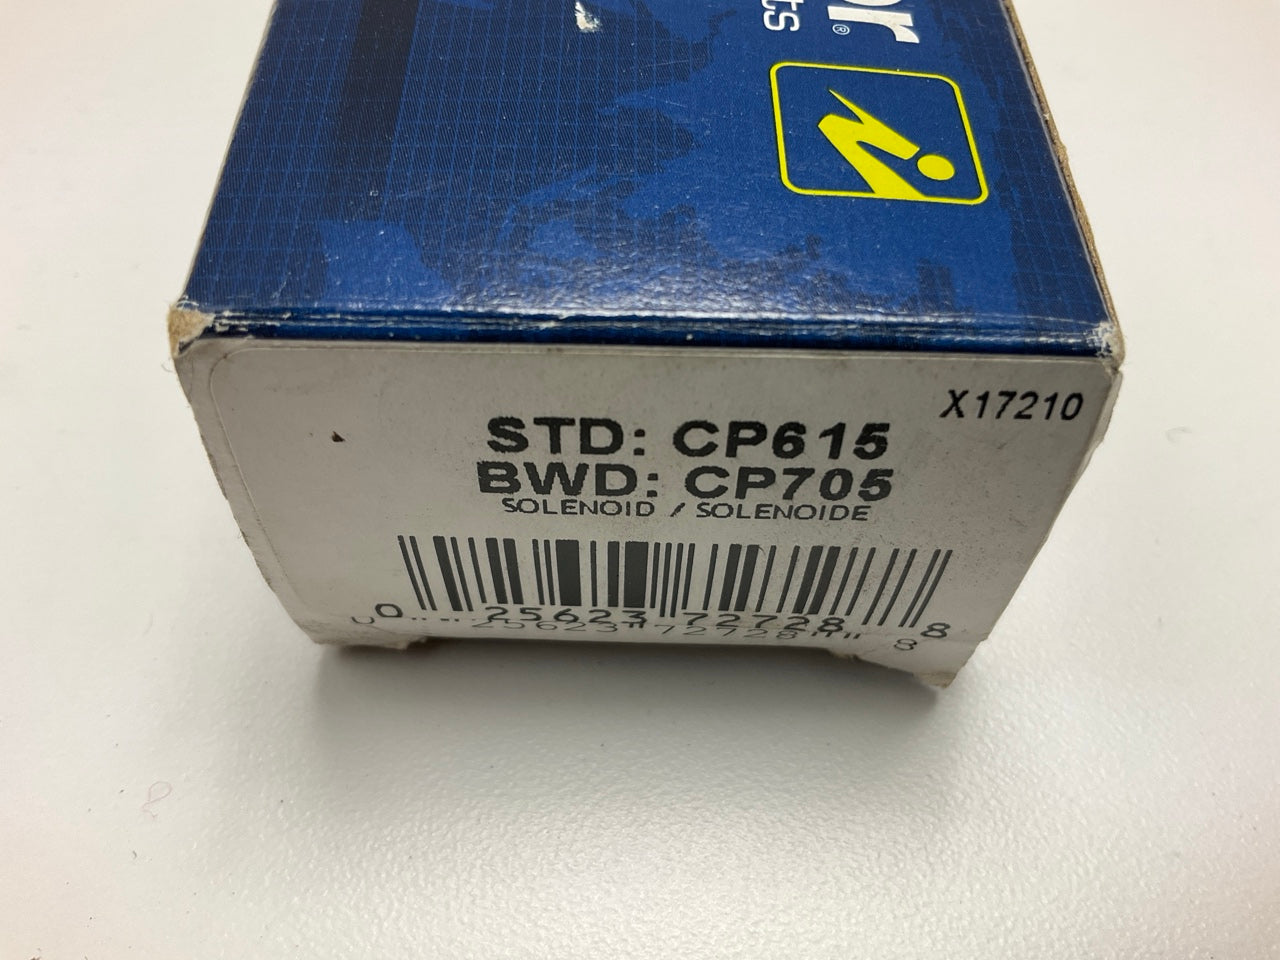 X17210
STD: CP615
BWD: CP705
SOLENOID / SOLENOIDE
0 25623 72728 8